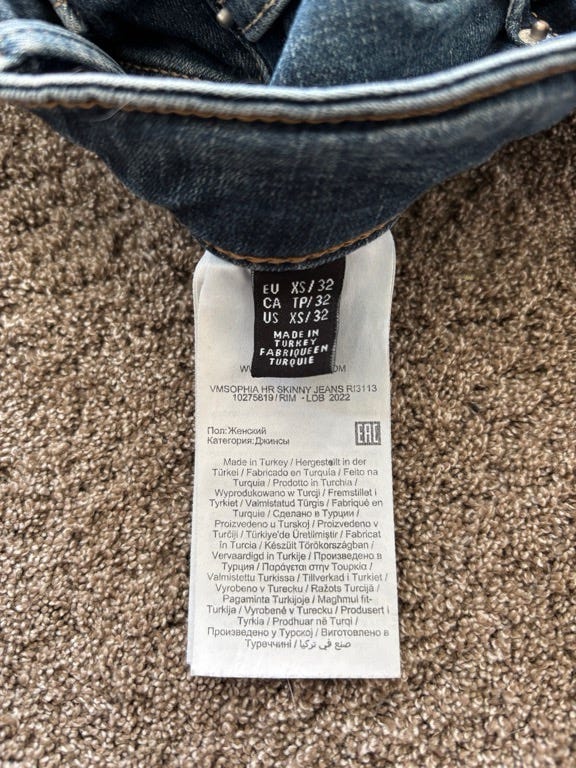 EU XS/32
CA TP/32
US XS/32
MADE IN
TURKEY
FABRIQUE EN
TURQUIE
VMSOPHIA HR SKINNY JEANS RI3113
10275819/RIM - LDB 2022
Пол: Женский
Категория: Джинсы
EAC
Made in Turkey / Hergestellt in der
Türkei / Fabricado en Turquía / Feito na
Turquia / Prodotto in Turchia /
Wyprodukowano w Turcji / Fremstillet i
Tyrkiet / Valmistatud Türgis / Fabriqué en
Turquie / Сделано в Турции /
Proizvedeno u Turskoj / Proizvedeno v
Turčiji / Türkiye'de Üretilmiştir / Fabricat
in Turcia / Készült Törökországban /
Vervaardigd in Turkije / Произведено в
Турция / Παράγεται στην Τουρκία /
Valmistettu Turkissa / Tillverkad i Turkiet /
Vyrobeno v Turecku / Ražots Turcijā /
Pagaminta Turkijoje / Magħmul fit-
Turkija / Vyrobené v Turecku / Produsert i
Tyrkia / Prodhuar në Turqi /
Произведено у Турској / Виготовлено в
Туреччині / صنع في تركيا